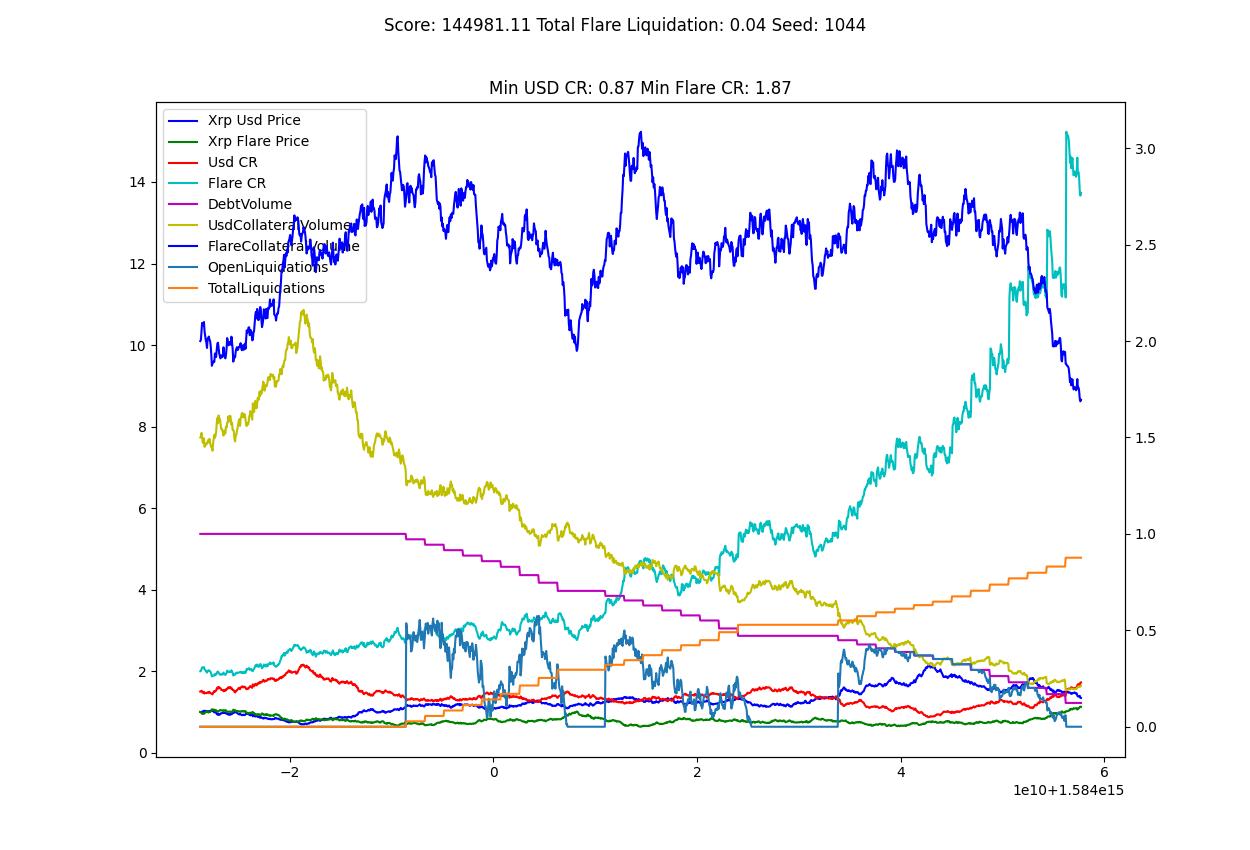 Score: 144981.11 Total Flare Liquidation: 0.04 Seed: 1044
Min USD CR: 0.87 Min Flare CR: 1.87
Xrp Usd Price
Xrp Flare Price
Usd CR
Flare CR
DebtVolume
UsdCollateralVolume
FlareCollateralVolume
OpenLiquidations
TotalLiquidations
14
12
10
8
6
4
2
0
3.0
2.5
2.0
1.5
1.0
0.5
0.0
−2
0
2
4
6
1e10+1.584e15